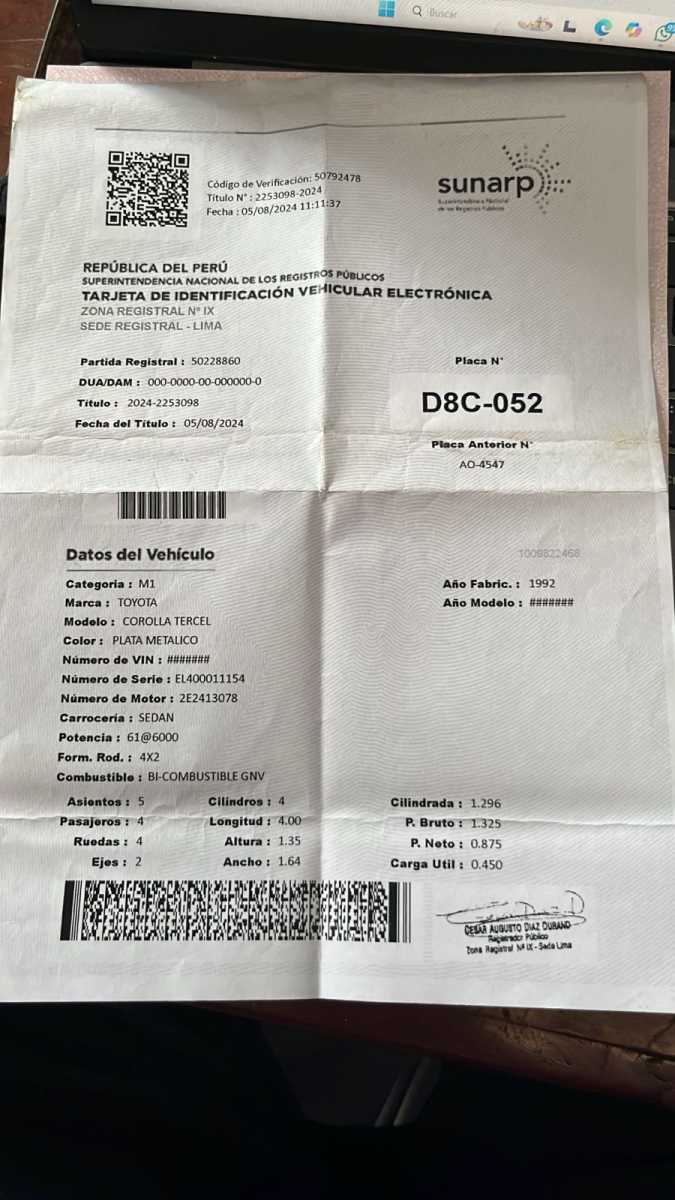 Buscar
Código de Verificación: 50792478
Título N° : 2253098-2024
Fecha : 05/08/2024 11:11:37
sunarp
Superintendencia Nacional
de los Registros Públicos
REPÚBLICA DEL PERÚ
SUPERINTENDENCIA NACIONAL DE LOS REGISTROS PÚBLICOS
TARJETA DE IDENTIFICACIÓN VEHICULAR ELECTRÓNICA
ZONA REGISTRAL N° IX
SEDE REGISTRAL - LIMA
Partida Registral : 50228860
DUA/DAM : 000-0000-00-000000-0
Título : 2024-2253098
Fecha del Título : 05/08/2024
Placa N°
D8C-052
Placa Anterior N°
AO-4547
Datos del Vehículo
1009822468
Categoria : M1
Marca : TOYOTA
Modelo : COROLLA TERCEL
Color : PLATA METALICO
Número de VIN : #######
Número de Serie : EL400011154
Número de Motor : 2E2413078
Carrocería : SEDAN
Potencia : 61@6000
Form. Rod. : 4X2
Combustible : BI-COMBUSTIBLE GNV
Año Fabric. : 1992
Año Modelo : #######
Asientos : 5 Cilindros : 4 Cilindrada : 1.296
Pasajeros : 4 Longitud : 4.00 P. Bruto : 1.325
Ruedas : 4 Altura : 1.35 P. Neto : 0.875
Ejes : 2 Ancho : 1.64 Carga Util : 0.450
CESAR AUGUSTO DIAZ DURAND
Registrador Público
Zona Registral N° IX - Sede Lima